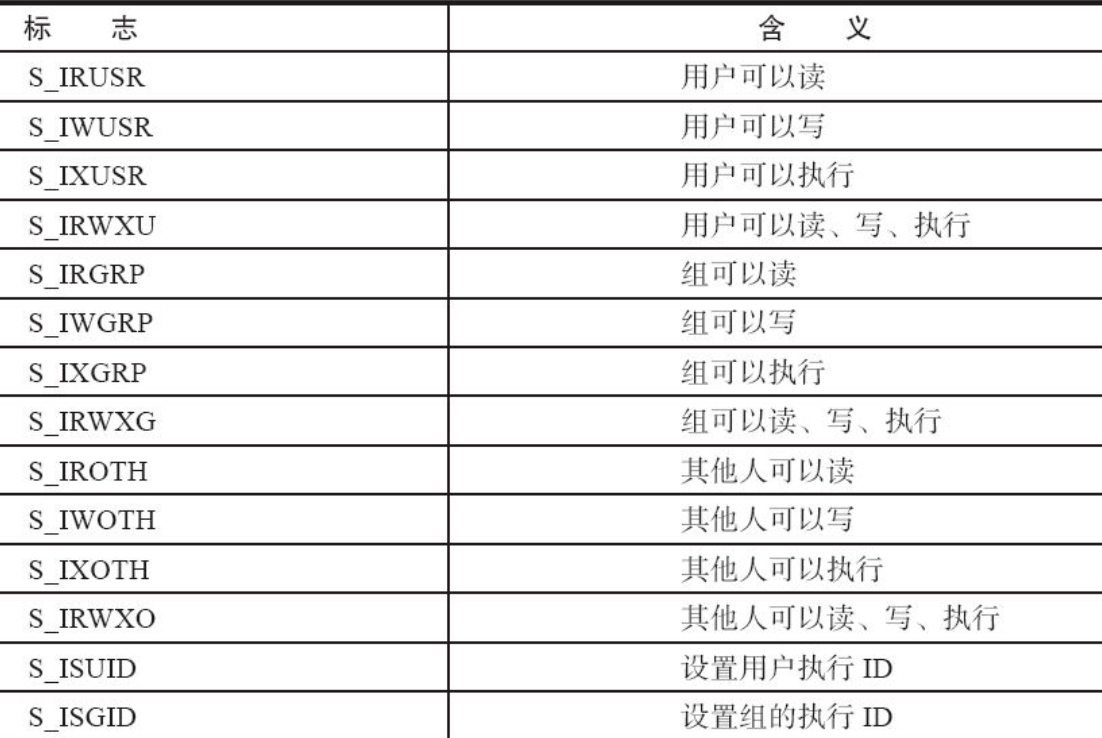 标 志 含 义
S_IRUSR 用户可以读
S_IWUSR 用户可以写
S_IXUSR 用户可以执行
S_IRWXU 用户可以读、写、执行
S_IRGRP 组可以读
S_IWGRP 组可以写
S_IXGRP 组可以执行
S_IRWXG 组可以读、写、执行
S_IROTH 其他人可以读
S_IWOTH 其他人可以写
S_IXOTH 其他人可以执行
S_IRWXO 其他人可以读、写、执行
S_ISUID 设置用户执行 ID
S_ISGID 设置组的执行 ID